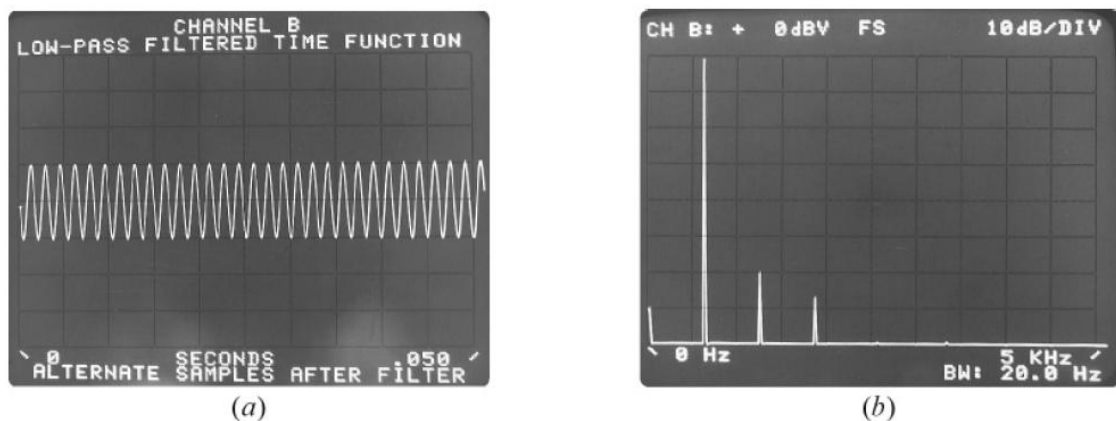 CHANNEL B
LOW-PASS FILTERED TIME FUNCTION
0 SECONDS .050
ALTERNATE SAMPLES AFTER FILTER
(a)
CH B: + 0dBV FS 10dB/DIV
0 Hz 5 KHz
BW: 20.0 Hz
(b)